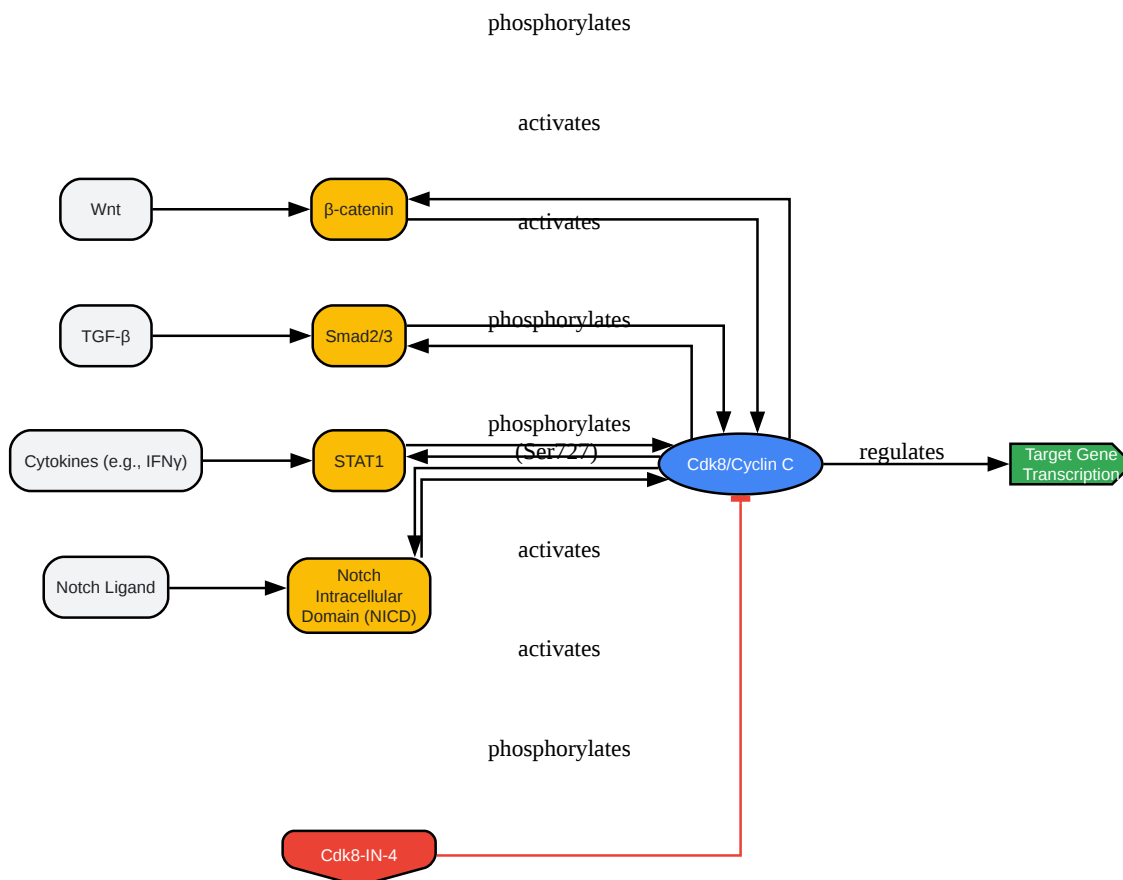 phosphorylates
activates
Wnt
β-catenin
activates
TGF-β
Smad2/3
phosphorylates
phosphorylates
(Ser727)
Cytokines (e.g., IFNγ)
STAT1
Cdk8/Cyclin C
regulates
Target Gene
Transcription
activates
Notch Ligand
Notch
Intracellular
Domain (NICD)
activates
phosphorylates
Cdk8-IN-4